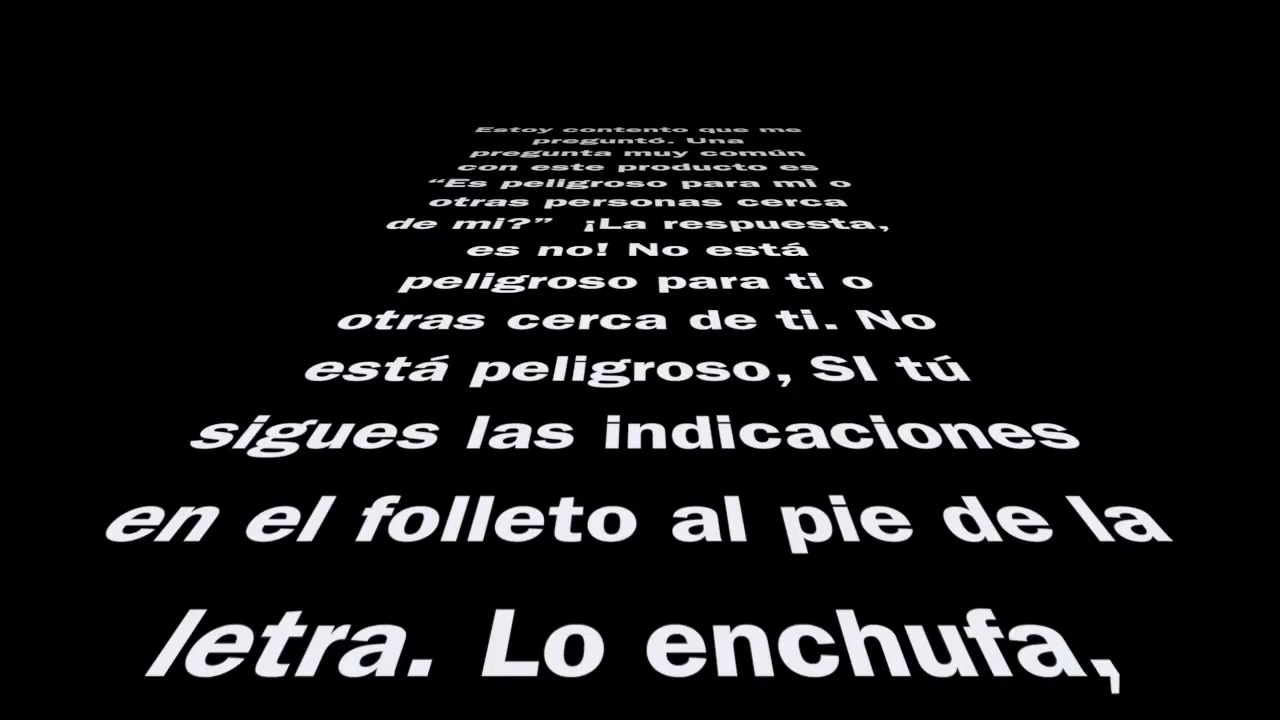 Estoy contento que me
preguntó. Una
pregunta muy común
con este producto es
“Es peligroso para mi o
otras personas cerca
de mi?” ¡La respuesta,
es no! No está
peligroso para ti o
otras cerca de ti. No
está peligroso, SI tú
sigues las indicaciones
en el folleto al pie de la
letra. Lo enchufa,